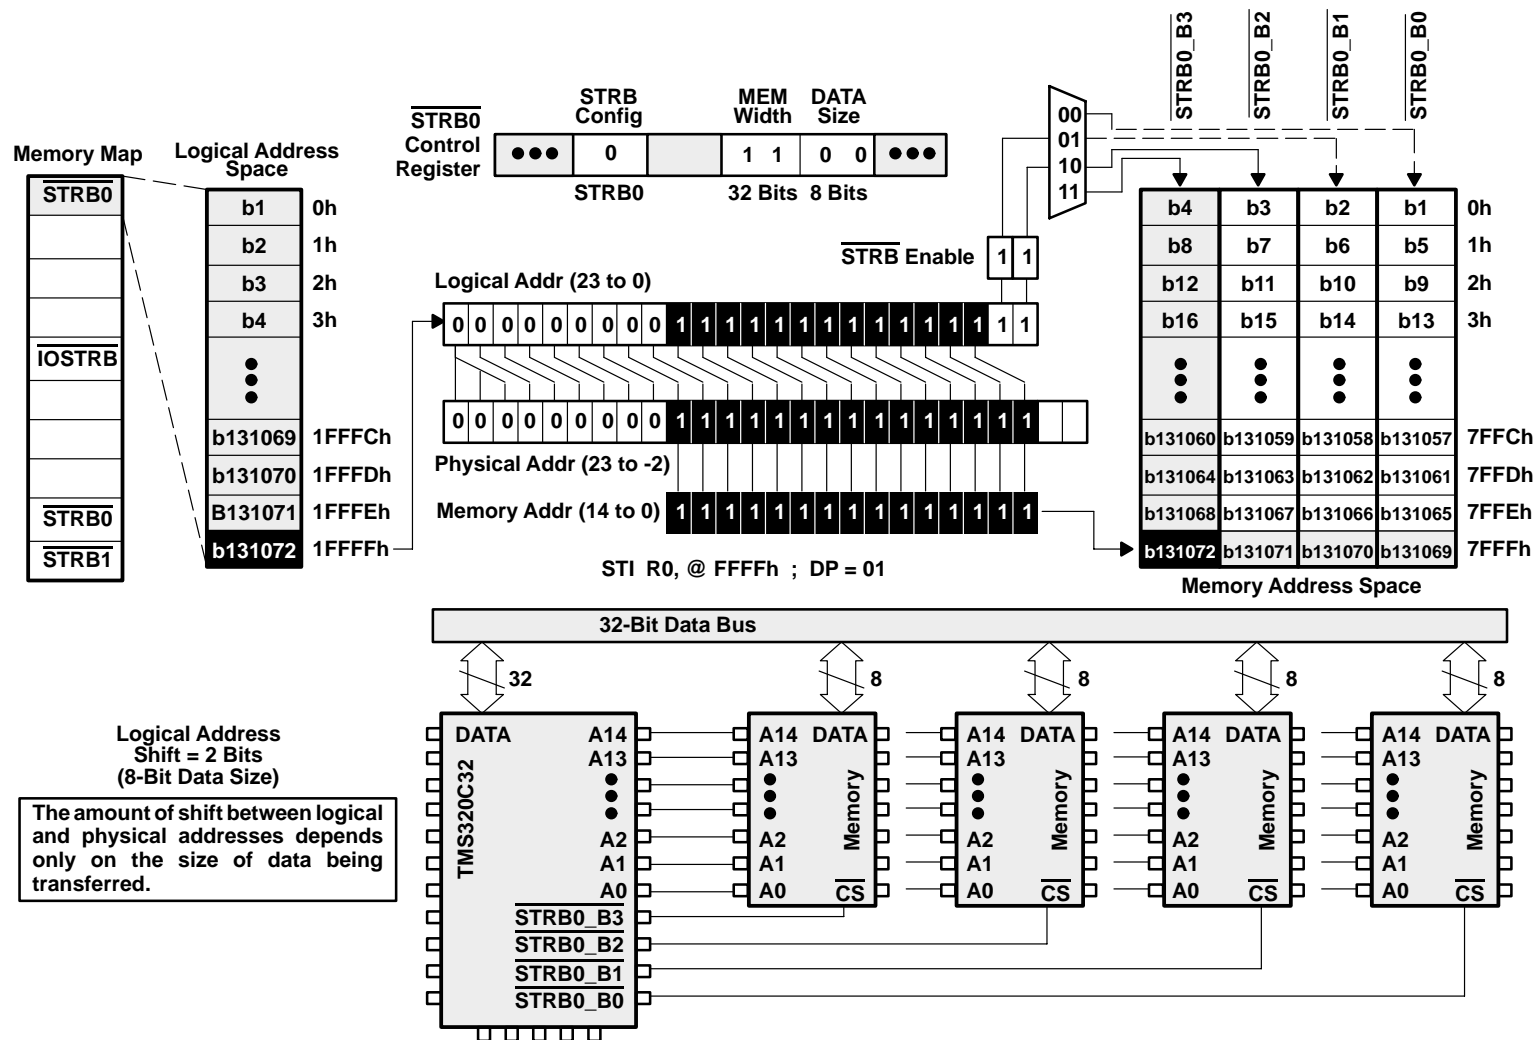 STRB0_B3
STRB0_B2
STRB0_B1
STRB0_B0
STRB0
Control
Register
STRB
Config
MEM
Width
DATA
Size
0
1 1
0 0
STRB0
32 Bits
8 Bits
00
01
10
11
Memory Map
STRB0
IOSTRB
STRB0
STRB1
Logical Address
Space
b1 0h
b2 1h
b3 2h
b4 3h
b131069 1FFFCh
b131070 1FFFDh
B131071 1FFFEh
b131072 1FFFFh
STRB Enable 1 1
Logical Addr (23 to 0)
0 0 0 0 0 0 0 0 0 1 1 1 1 1 1 1 1 1 1 1 1 1 1 1
0 0 0 0 0 0 0 0 0 1 1 1 1 1 1 1 1 1 1 1 1 1 1 1
Physical Addr (23 to -2)
Memory Addr (14 to 0) 1 1 1 1 1 1 1 1 1 1 1 1 1 1 1
STI R0, @ FFFFh ; DP = 01
b4 b3 b2 b1 0h
b8 b7 b6 b5 1h
b12 b11 b10 b9 2h
b16 b15 b14 b13 3h
b131060 b131059 b131058 b131057 7FFCh
b131064 b131063 b131062 b131061 7FFDh
b131068 b131067 b131066 b131065 7FFEh
b131072 b131071 b131070 b131069 7FFFh
Memory Address Space
32-Bit Data Bus
32
8
8
8
8
Logical Address
Shift = 2 Bits
(8-Bit Data Size)
The amount of shift between logical
and physical addresses depends
only on the size of data being
transferred.
DATA
TMS320C32
A14
A13
A2
A1
A0
STRB0_B3
STRB0_B2
STRB0_B1
STRB0_B0
A14 DATA
A13
A2
A1
A0
Memory
CS
A14 DATA
A13
A2
A1
A0
Memory
CS
A14 DATA
A13
A2
A1
A0
Memory
CS
A14 DATA
A13
A2
A1
A0
Memory
CS